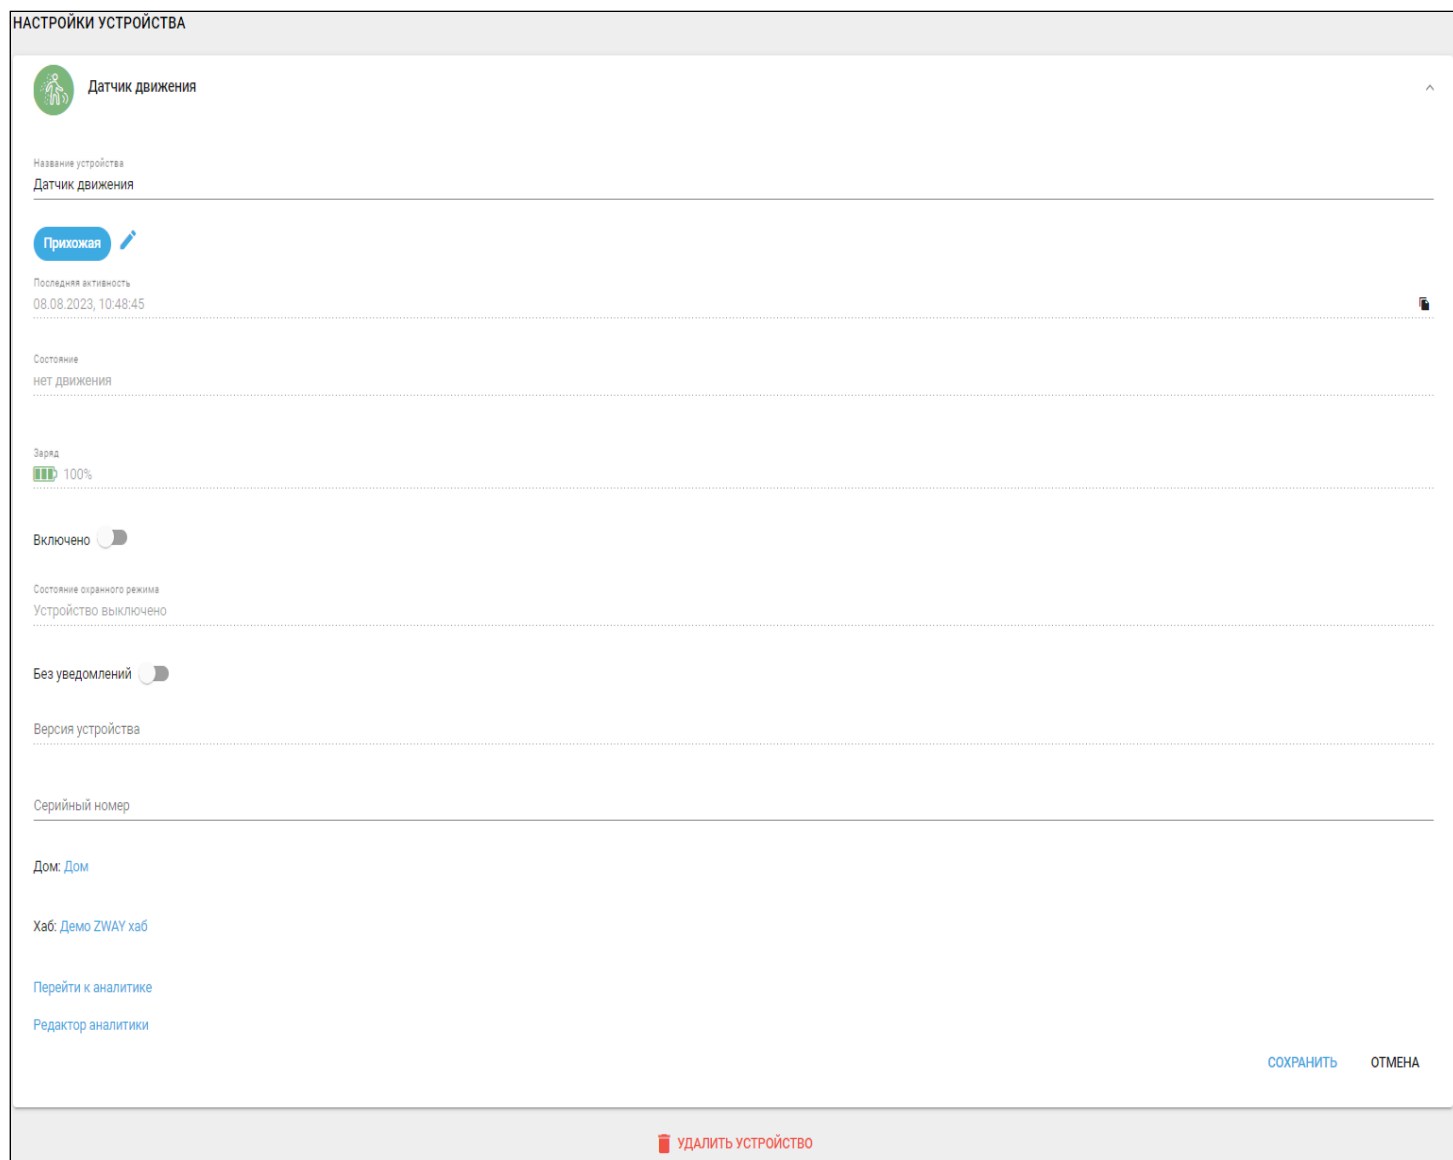 НАСТРОЙКИ УСТРОЙСТВА
Датчик движения
Название устройства
Датчик движения
Прихожая
Последняя активность
08.08.2023, 10:48:45
Состояние
нет движения
Заряд
100%
Включено
Состояние охранного режима
Устройство выключено
Без уведомлений
Версия устройства
Серийный номер
Дом: Дом
Хаб: Демо ZWAY хаб
Перейти к аналитике
Редактор аналитики
СОХРАНИТЬ ОТМЕНА
УДАЛИТЬ УСТРОЙСТВО